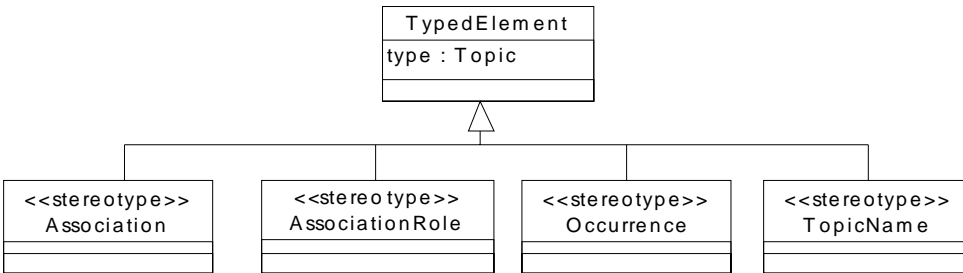 TypedElement
type : Topic
<<stereotype>>
Association
<<stereotype>>
AssociationRole
<<stereotype>>
Occurrence
<<stereotype>>
TopicName